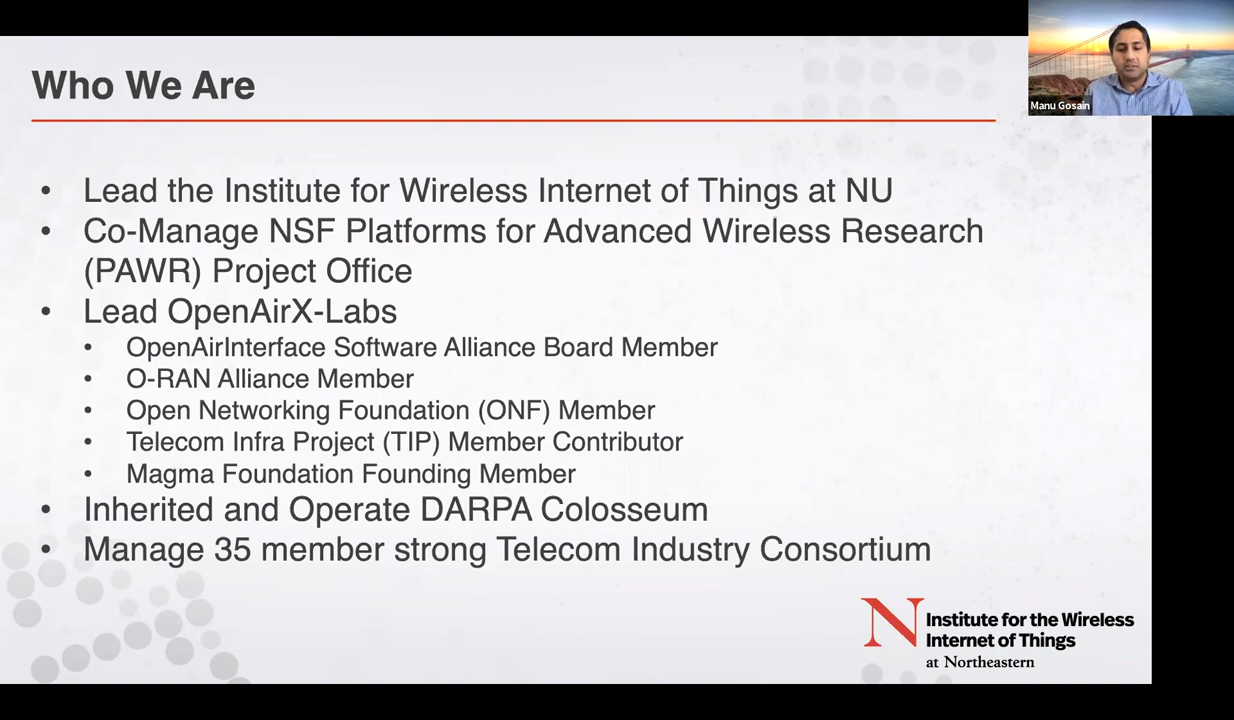 Who We Are
Manu Gosain
• Lead the Institute for Wireless Internet of Things at NU
• Co-Manage NSF Platforms for Advanced Wireless Research
(PAWR) Project Office
• Lead OpenAirX-Labs
• OpenAirInterface Software Alliance Board Member
• O-RAN Alliance Member
• Open Networking Foundation (ONF) Member
• Telecom Infra Project (TIP) Member Contributor
• Magma Foundation Founding Member
• Inherited and Operate DARPA Colosseum
• Manage 35 member strong Telecom Industry Consortium
N
Institute for the Wireless
Internet of Things
at Northeastern